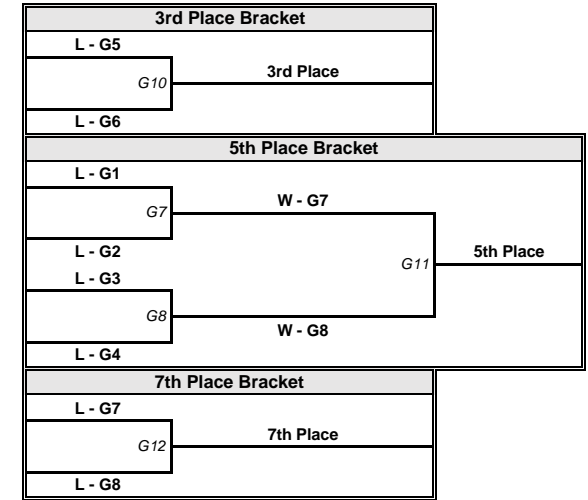 3rd Place Bracket
L - G5
G10
3rd Place
L - G6
5th Place Bracket
L - G1
G7
W - G7
L - G2
G11
5th Place
L - G3
G8
W - G8
L - G4
7th Place Bracket
L - G7
G12
7th Place
L - G8